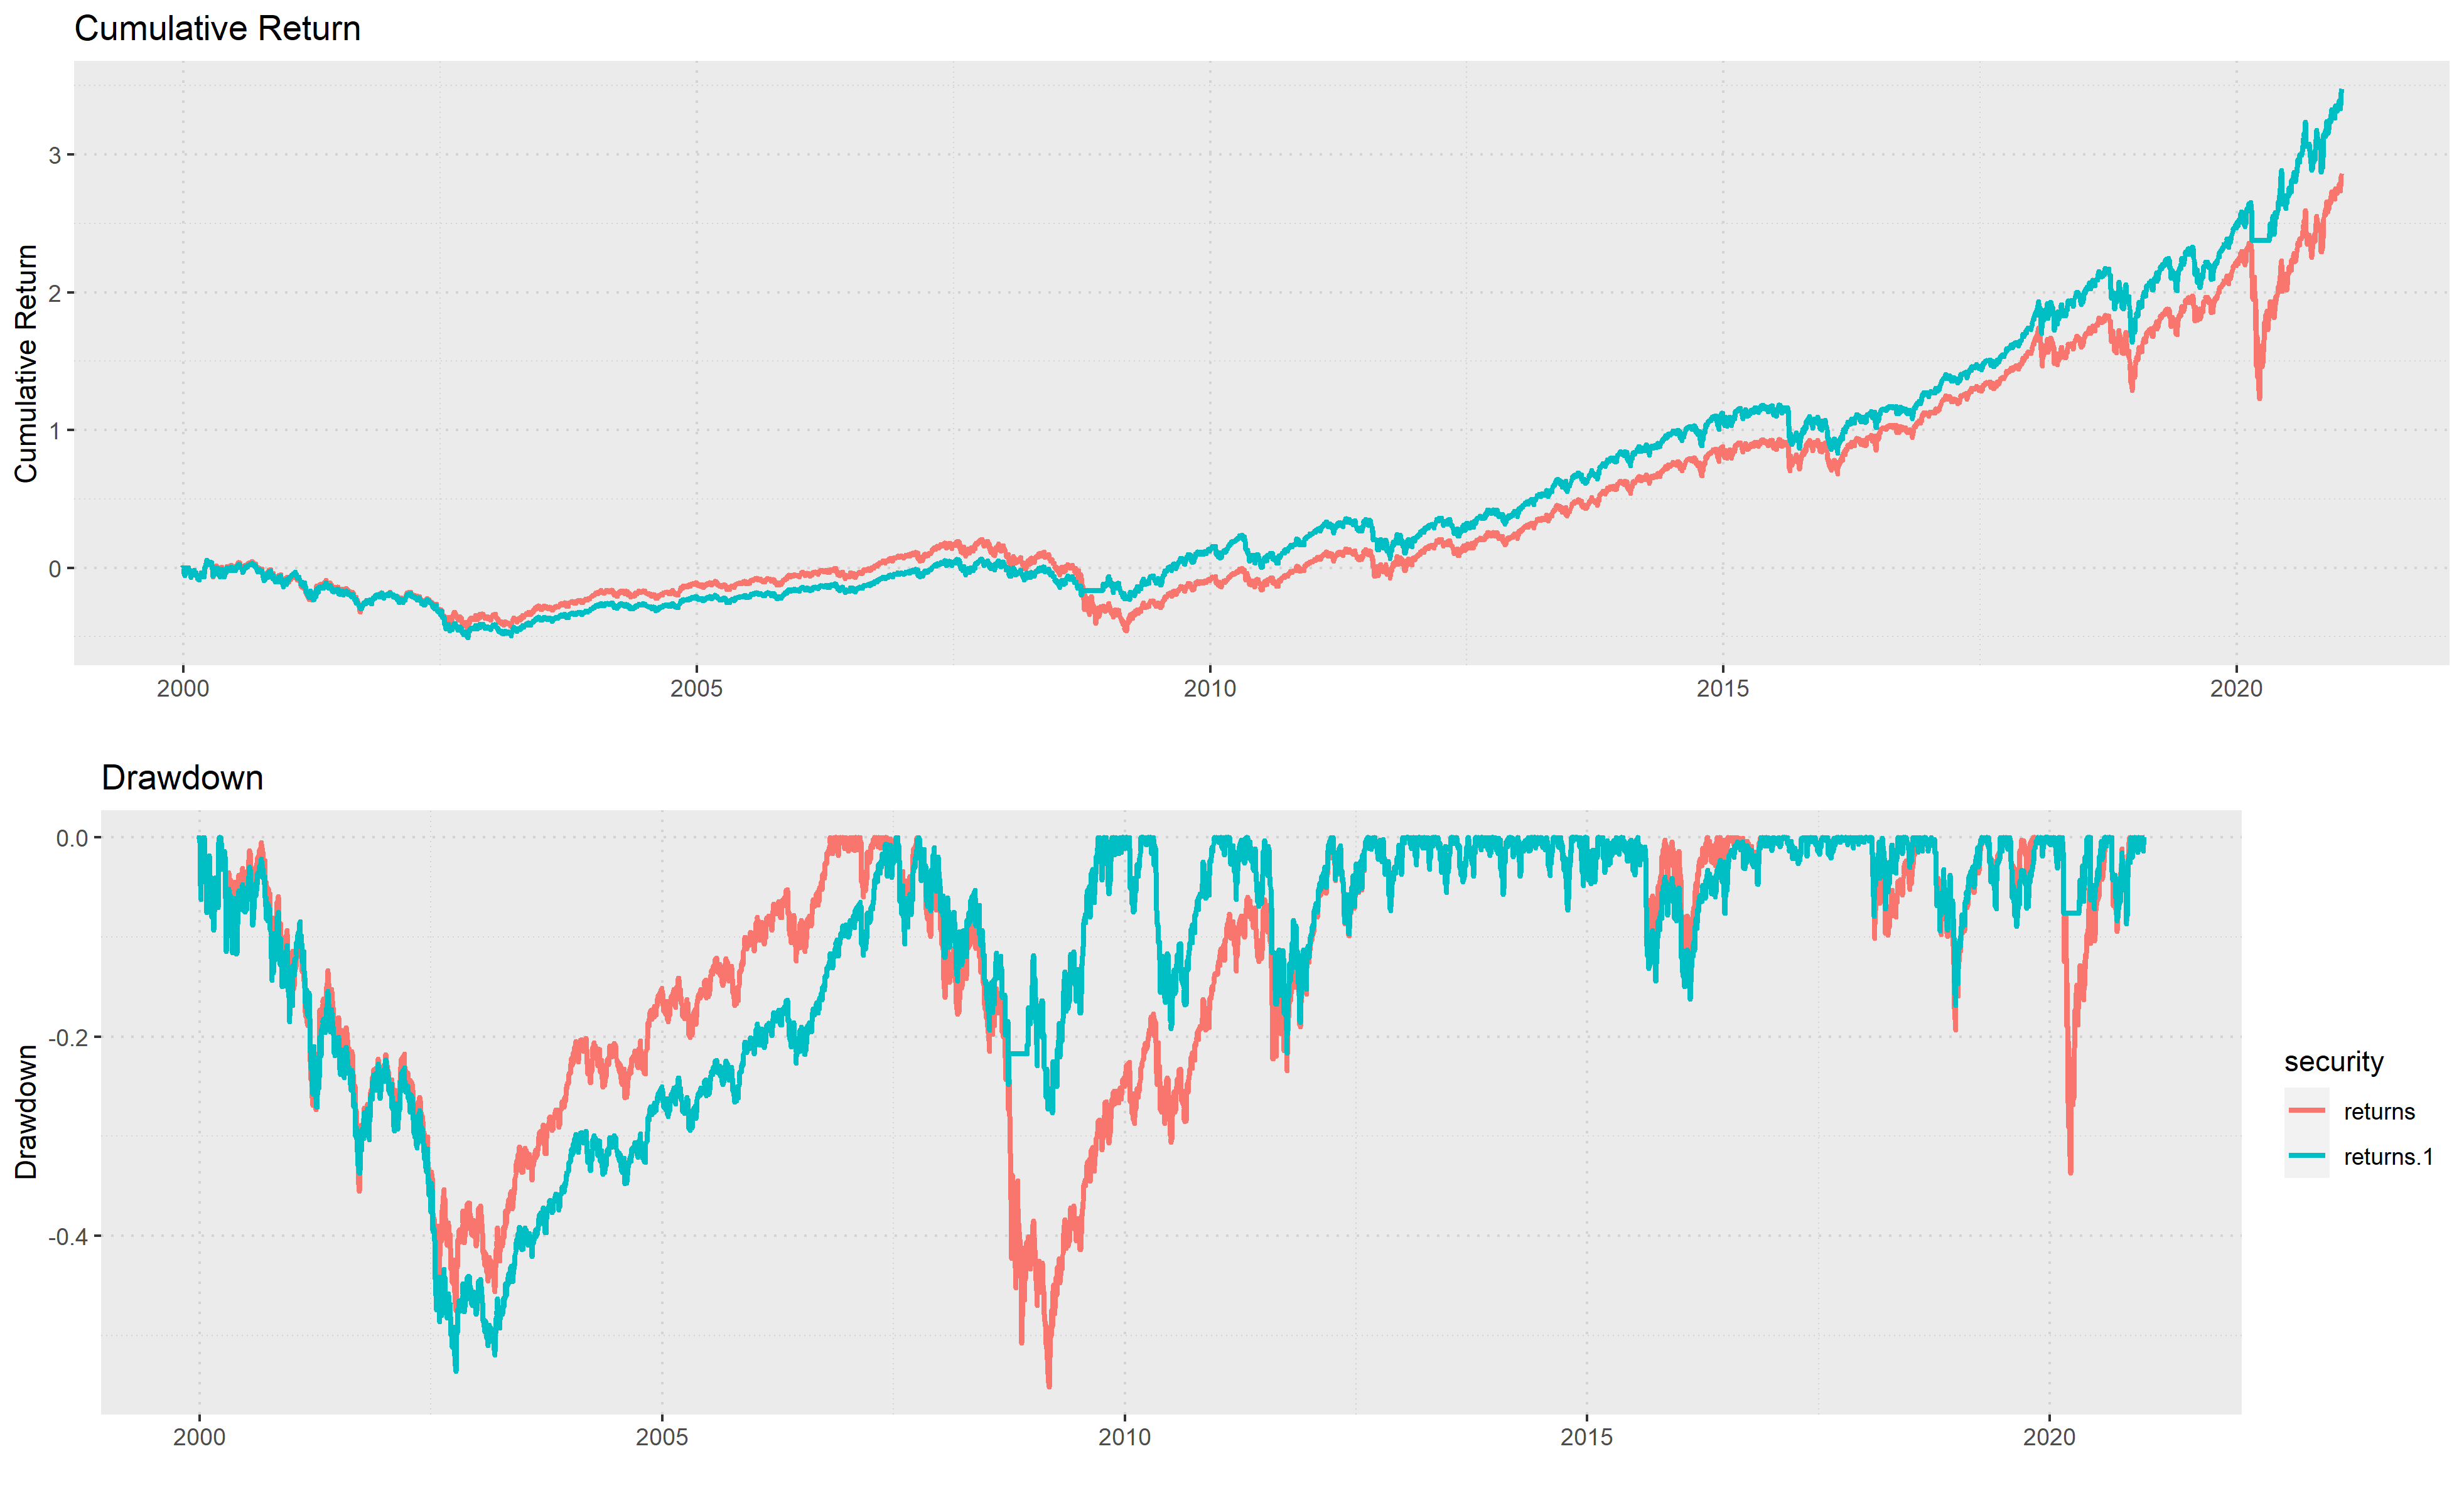 Cumulative Return
Cumulative Return
3
2
1
0
2000 2005 2010 2015 2020
Drawdown
Drawdown
0.0
-0.2
-0.4
2000 2005 2010 2015 2020
security
returns
returns.1